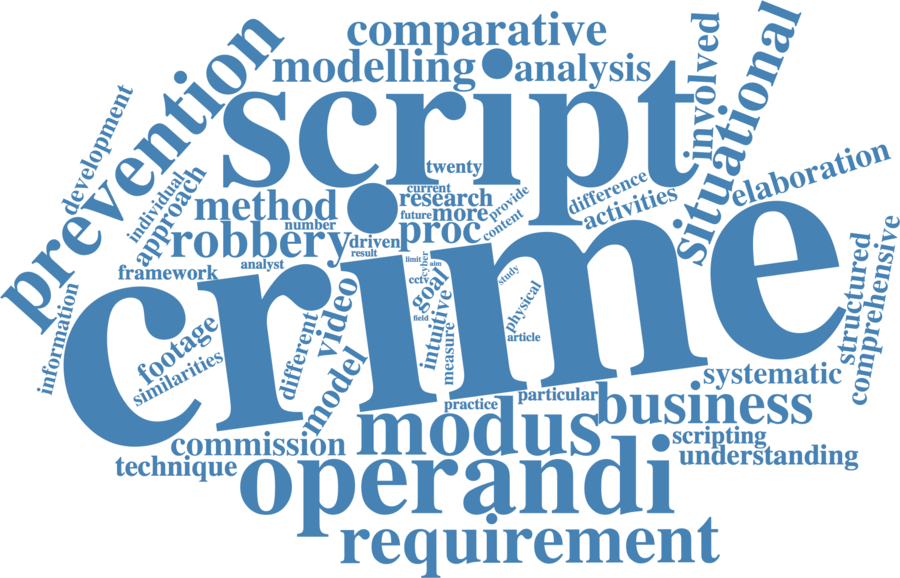 comparative
modelling
analysis
script
prevention
development
involved
situational
elaboration
twenty
current
research
provide
difference
activities
individual
approach
method
number
future
more
content
robbery
driven
proc
result
limit
cyber
aim
analyst
framework
cctv
goal
study
crime
information
footage
similarities
different
video
model
field
intuitive
measure
physical
article
structured
comprehensive
systematic
particular
practice
business
modus
commission
scripting
understanding
technique
operandi
requirement